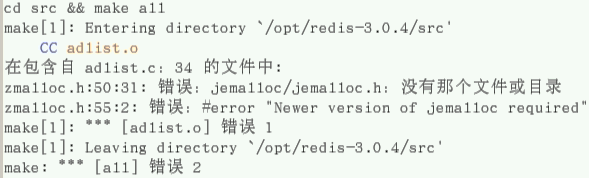 cd src && make all
make[1]: Entering directory `/opt/redis-3.0.4/src'
CC adlist.o
在包含自 adlist.c：34 的文件中:
zmalloc.h:50:31: 错误：jemalloc/jemalloc.h：没有那个文件或目录
zmalloc.h:55:2: 错误：#error "Newer version of jemalloc required"
make[1]: *** [adlist.o] 错误 1
make[1]: Leaving directory `/opt/redis-3.0.4/src'
make: *** [all] 错误 2